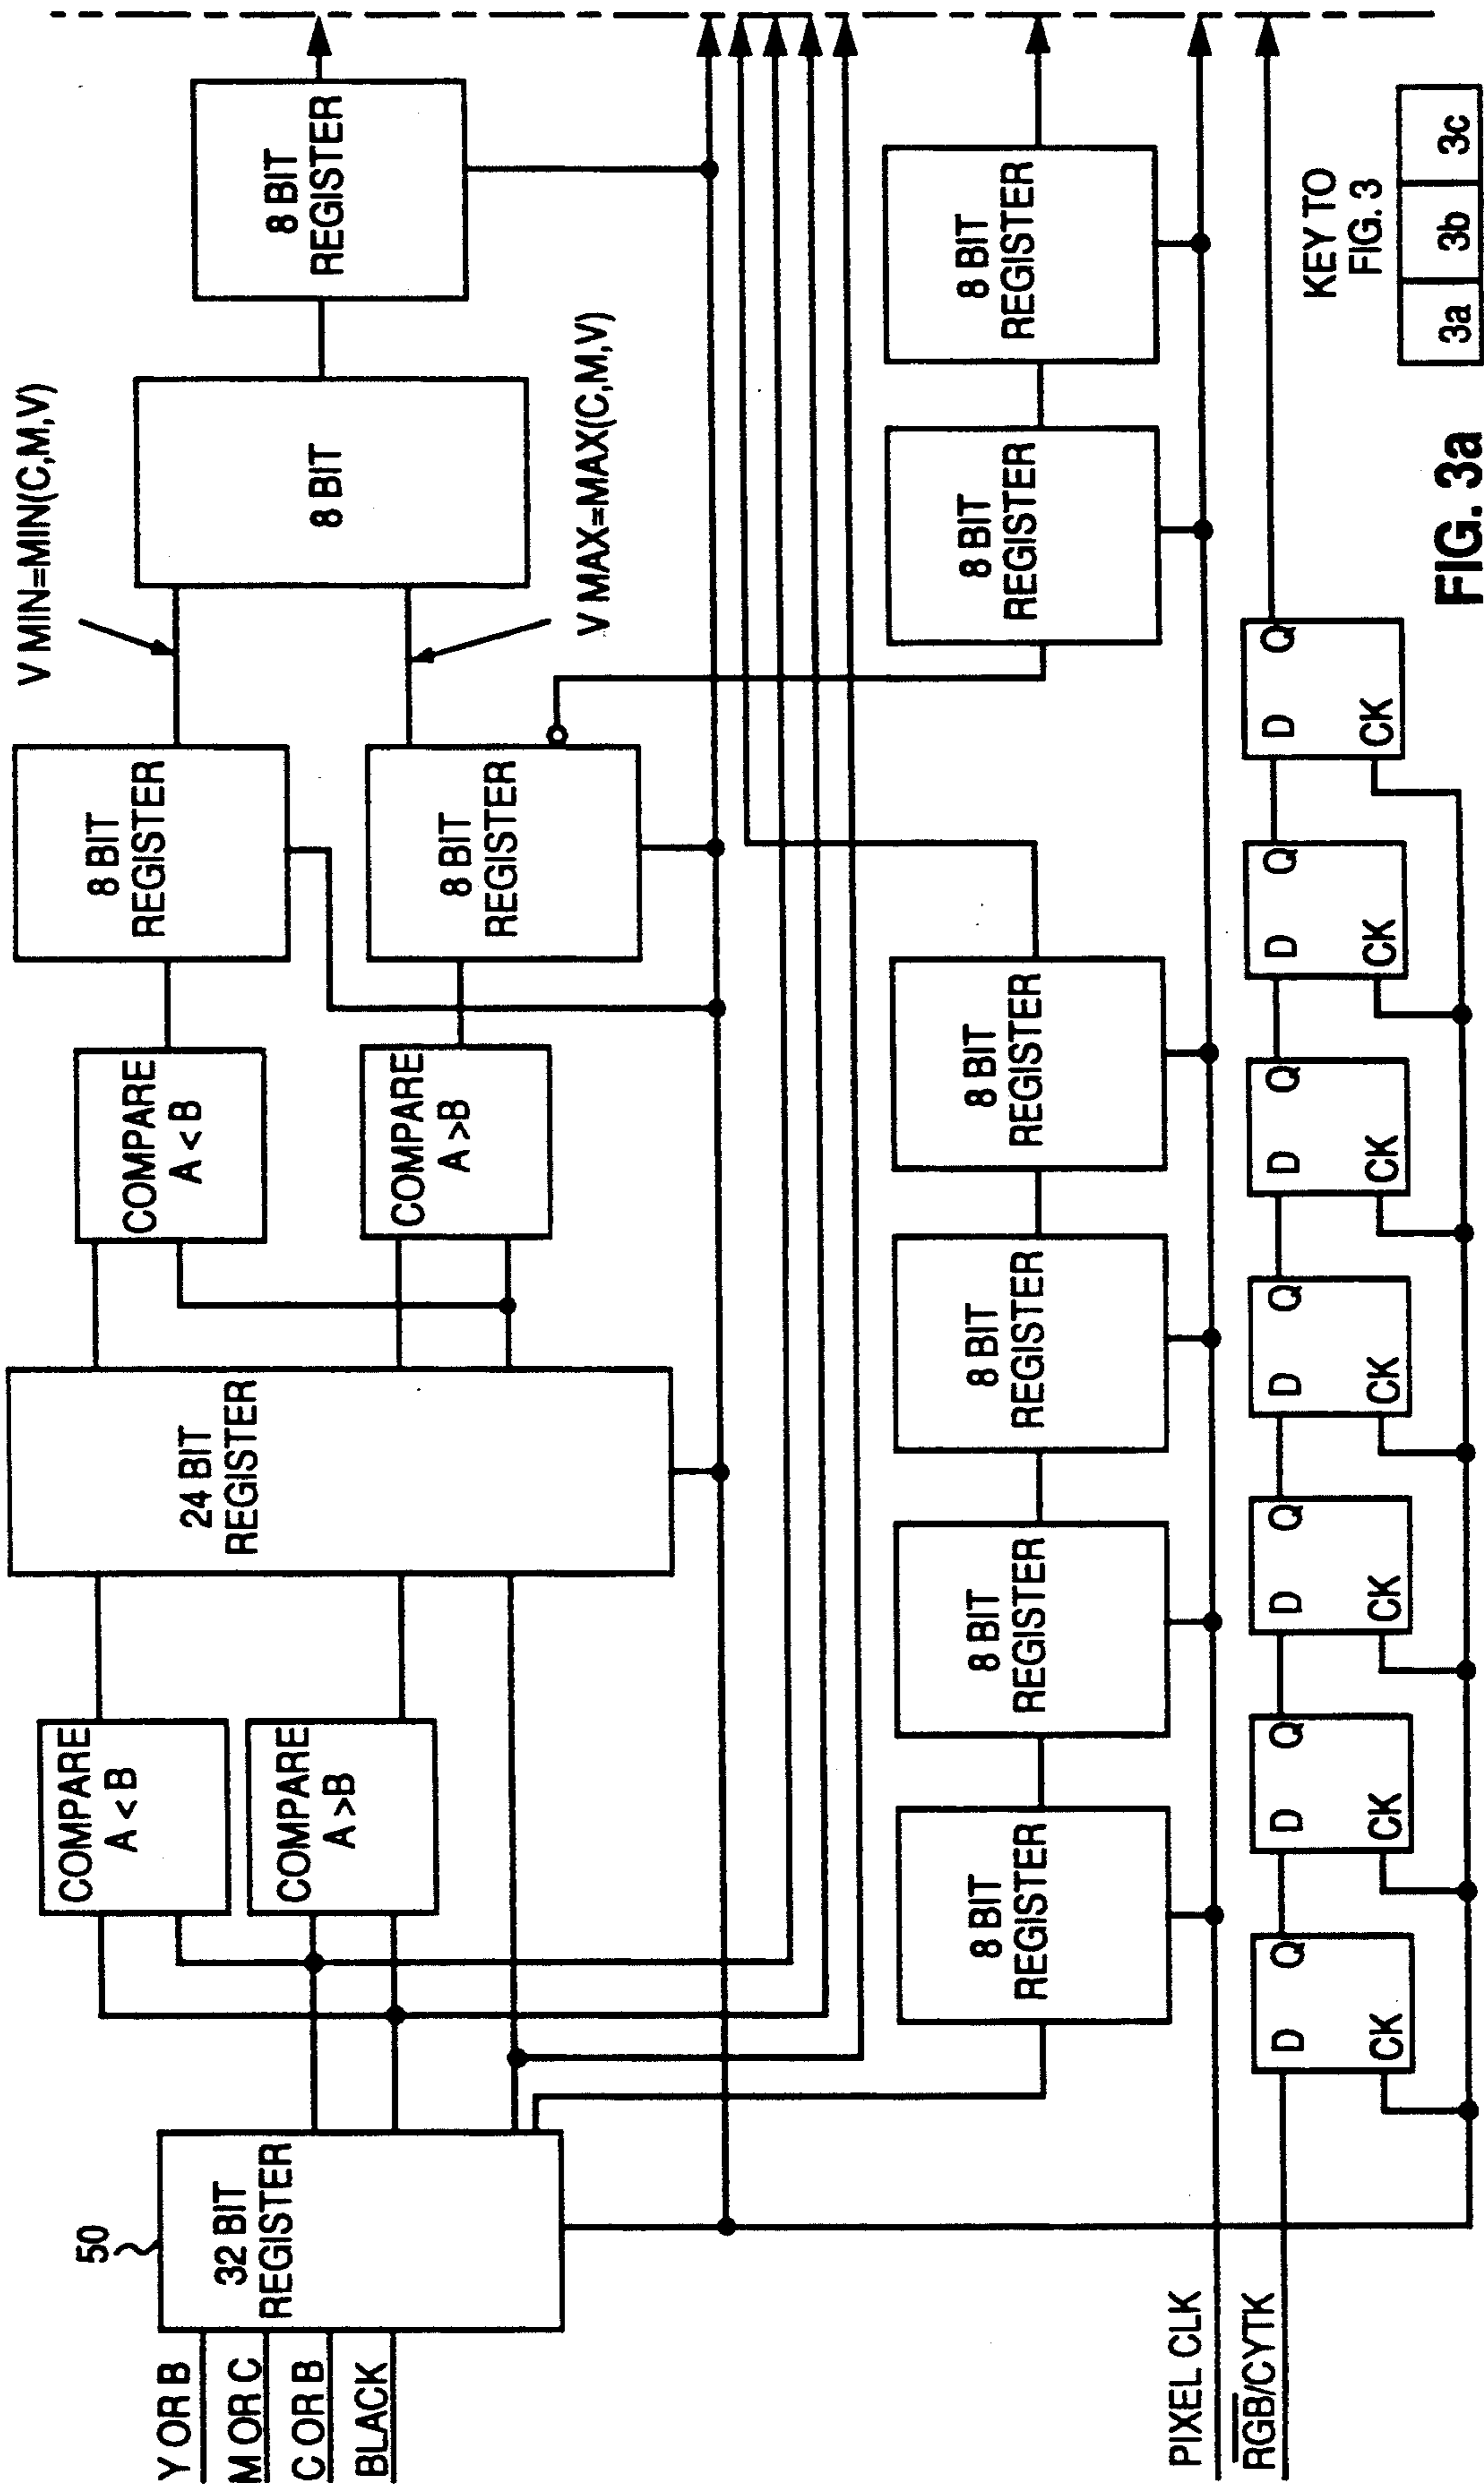 Y OR B
M OR C
C OR B
BLACK
50
32 BIT
REGISTER
COMPARE
A < B
COMPARE
A >B
24 BIT
REGISTER
COMPARE
A < B
COMPARE
A >B
8 BIT
REGISTER
8 BIT
REGISTER
V MIN=MIN(C,M,V)
V MAX=MAX(C,M,V)
8 BIT
8 BIT
REGISTER
8 BIT
REGISTER
8 BIT
REGISTER
8 BIT
REGISTER
8 BIT
REGISTER
8 BIT
REGISTER
8 BIT
REGISTER
PIXEL CLK
RGB/CYTK
D Q
CK
D Q
CK
D Q
CK
D Q
CK
D Q
CK
D Q
CK
D Q
CK
KEY TO
FIG. 3
3a 3b 3c
FIG. 3a